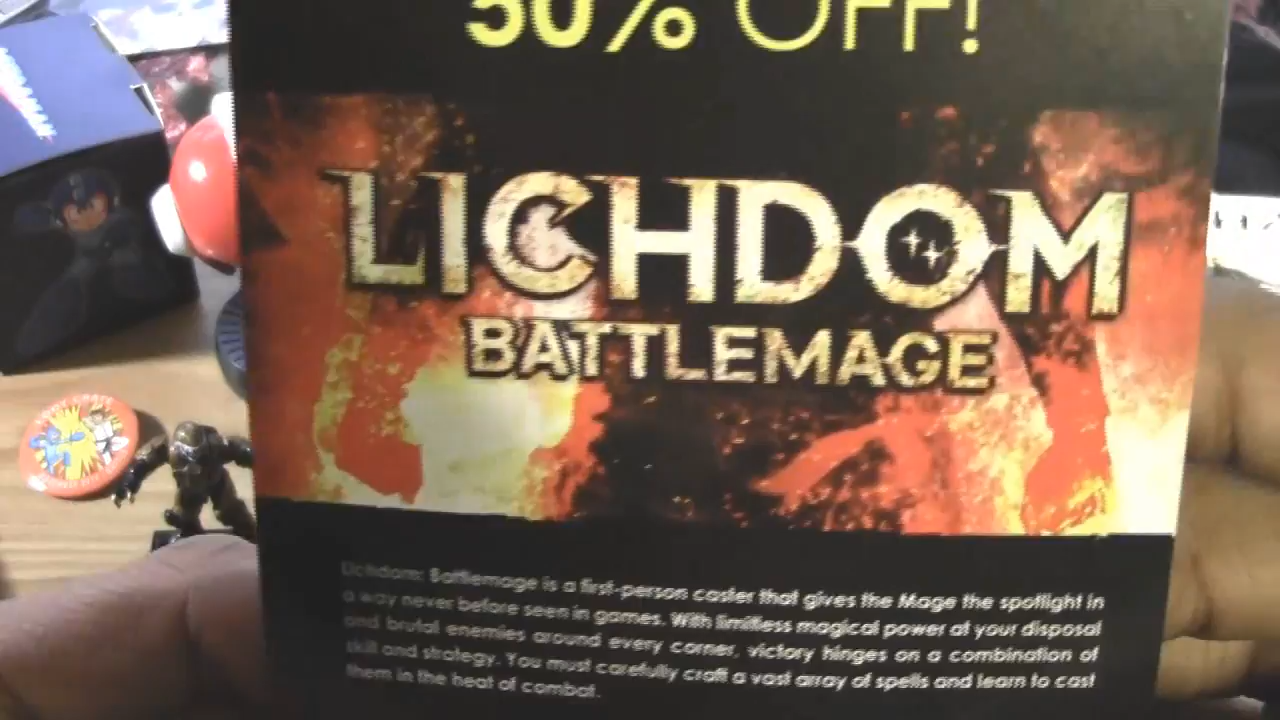 50% OFF!
LICHDOM
BATTLEMAGE
Lichdom: Battlemage is a first-person caster that gives the Mage the spotlight in
a way never before seen in games. With limitless magical power at your disposal
and brutal enemies around every corner, victory hinges on a combination of
skill and strategy. You must carefully craft a vast array of spells and learn to cast
them in the heat of combat.